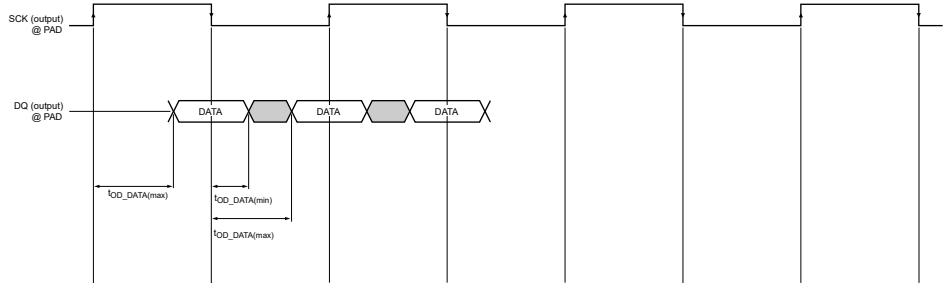 SCK (output)
@ PAD
DQ (output)
@ PAD
DATA
DATA
DATA
tOD_DATA(max)
tOD_DATA(min)
tOD_DATA(max)